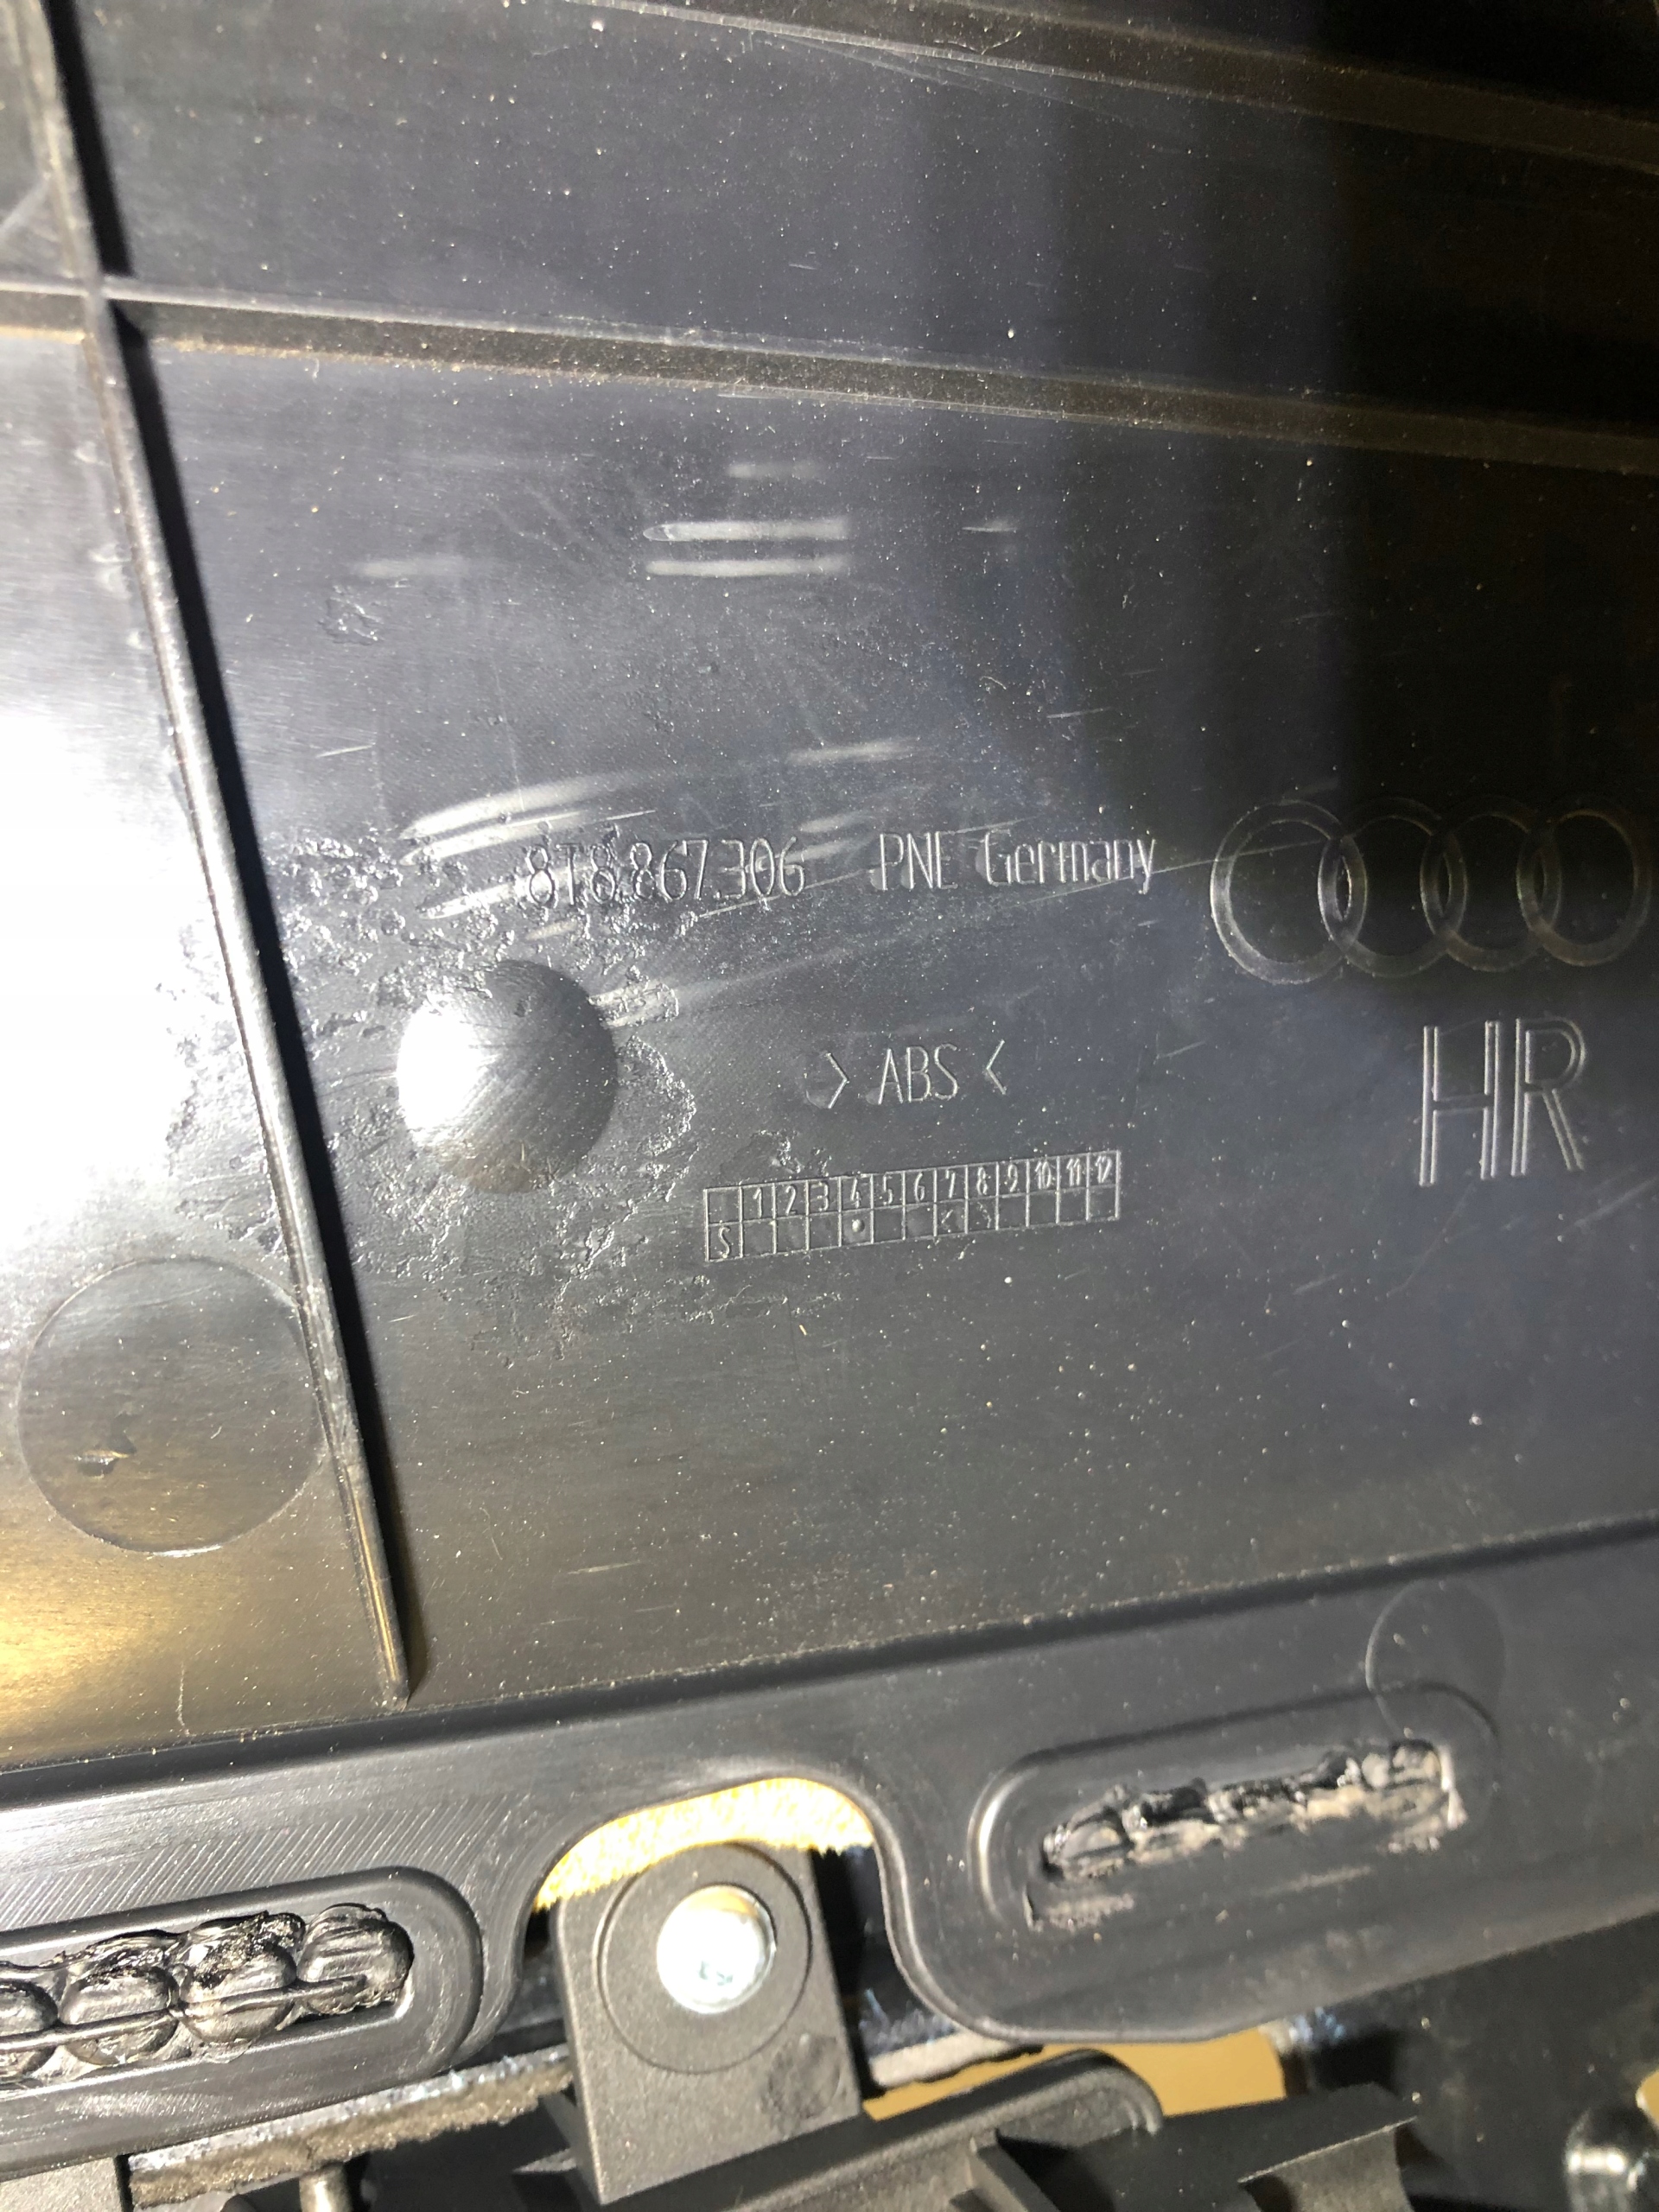 8T8.867.306 PNE Germany
> ABS <
HR
1 2 3 4 5 6 7 8 9 10 11 12
S